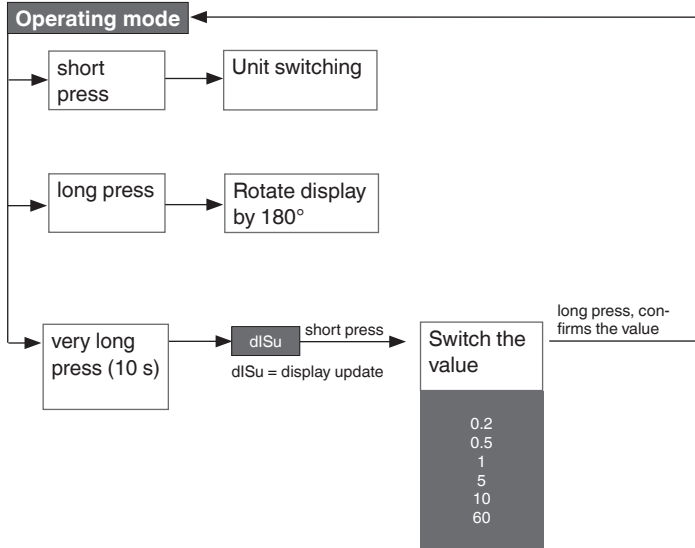 Operating mode
short
press
Unit switching
long press
Rotate display
by 180°
very long
press (10 s)
dISu
dISu = display update
short press
Switch the
value
0.2
0.5
1
5
10
60
long press, con-
firms the value